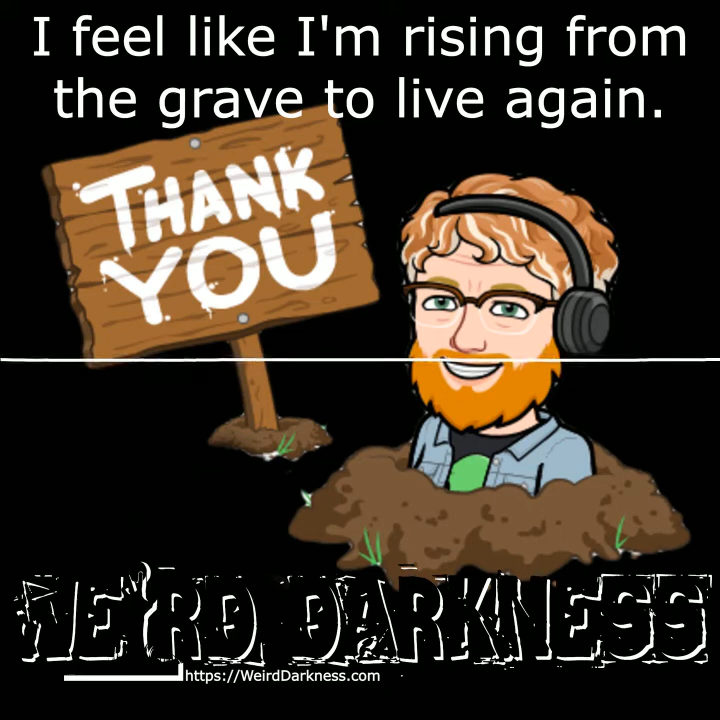 I feel like I'm rising from
the grave to live again.
THANK
YOU
WEIRD DARKNESS
https://WeirdDarkness.com